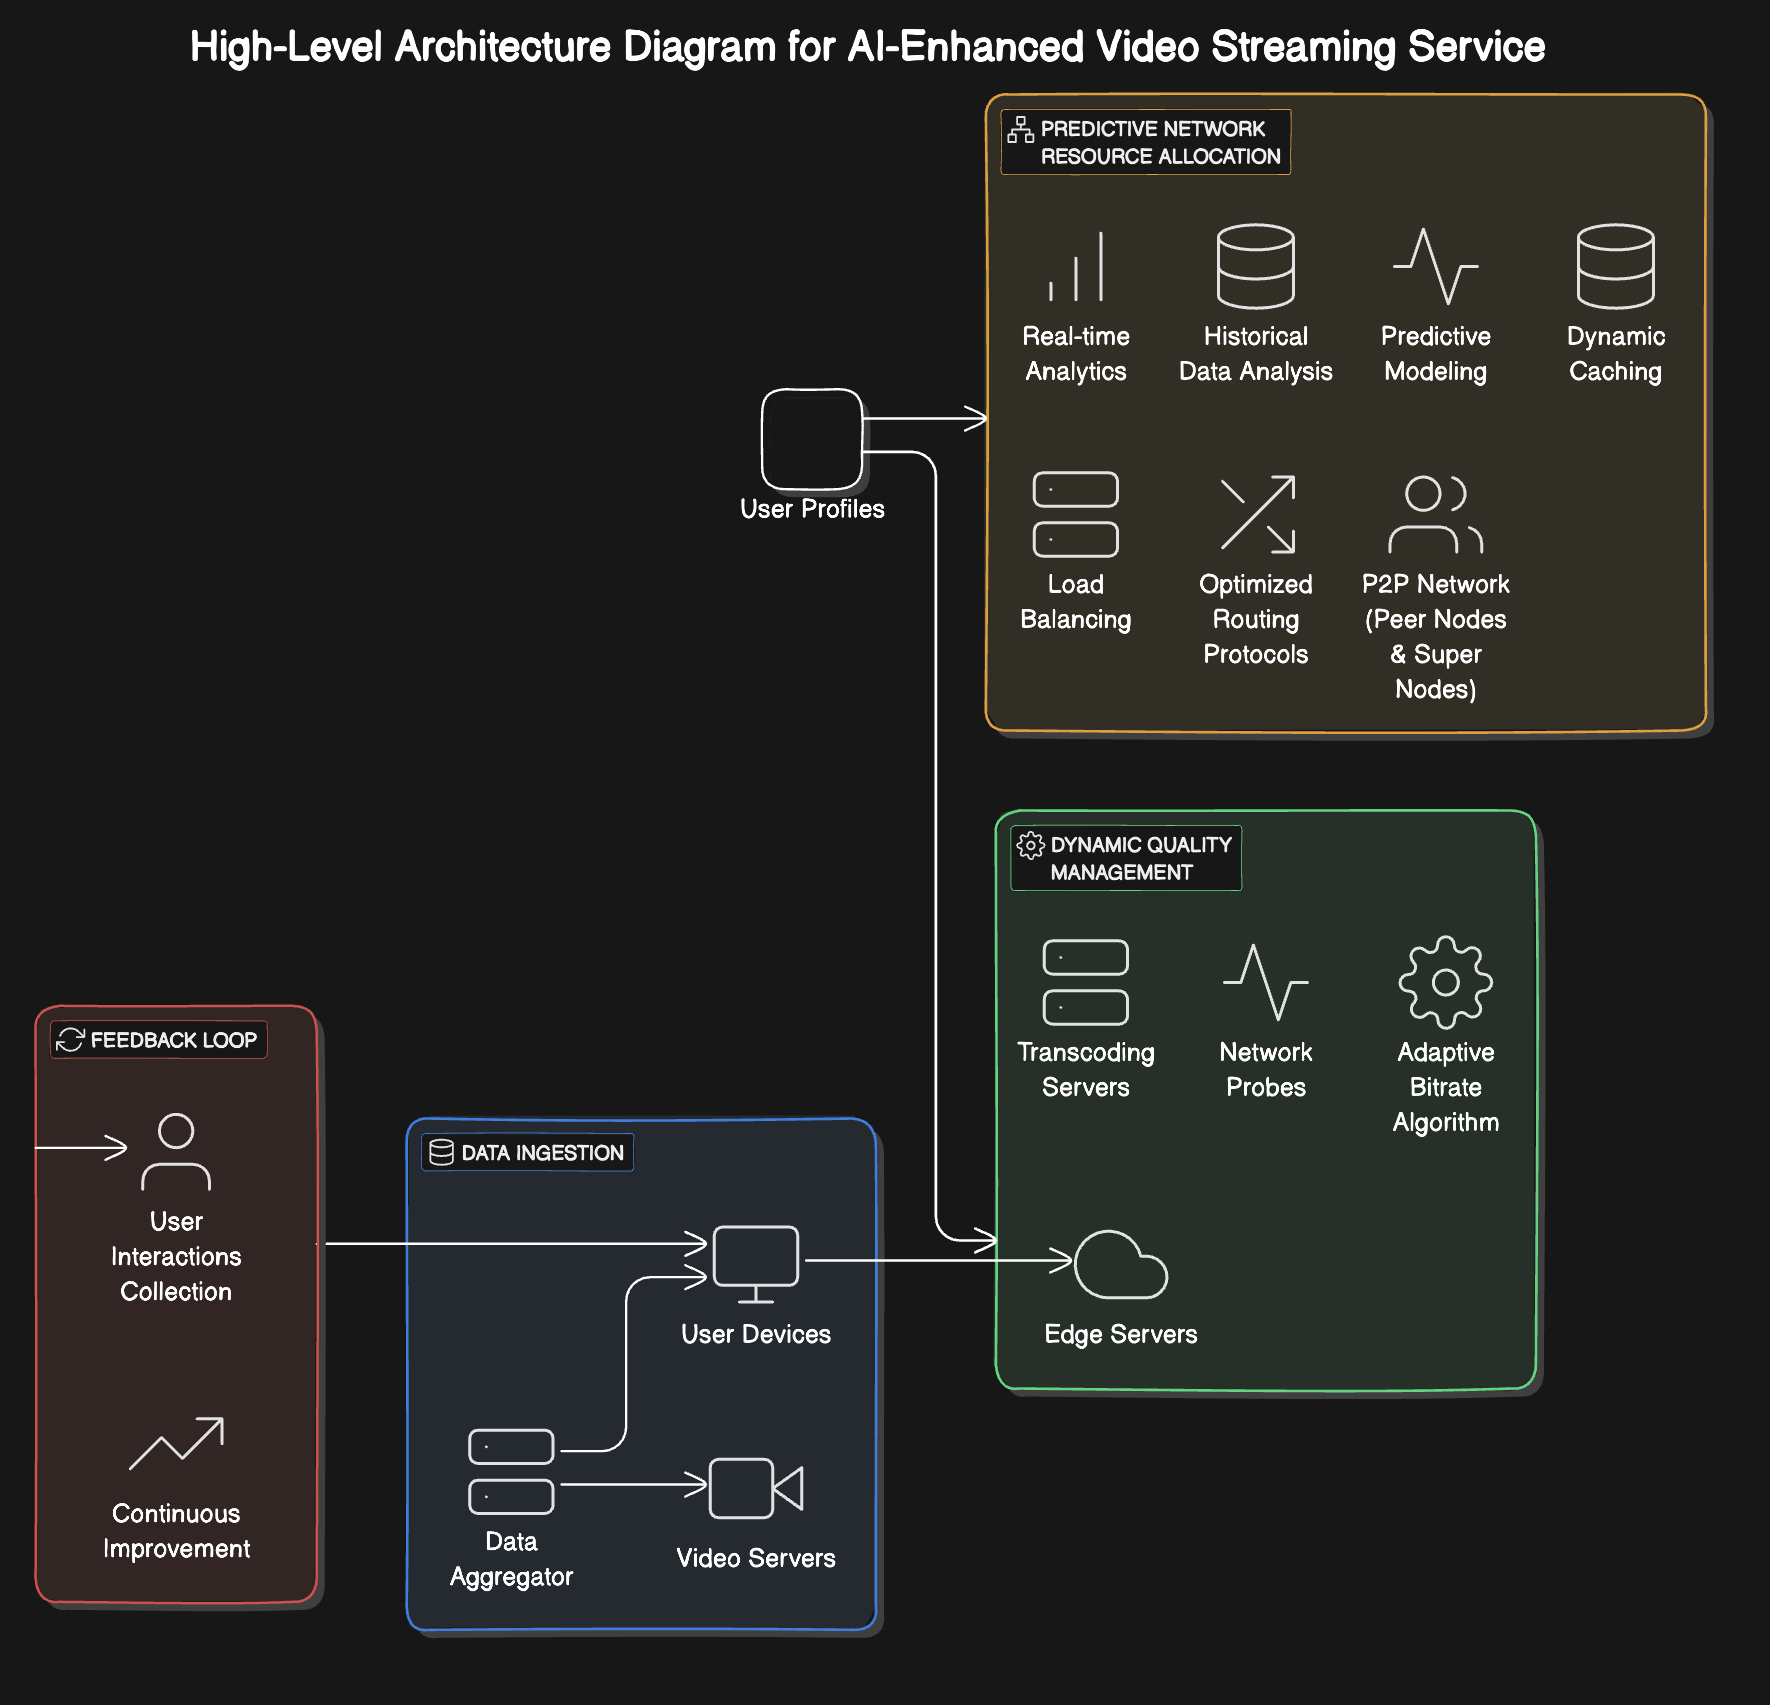 High-Level Architecture Diagram for AI-Enhanced Video Streaming Service
PREDICTIVE NETWORK
RESOURCE ALLOCATION
Real-time
Analytics
Historical
Data Analysis
Predictive
Modeling
Dynamic
Caching
User Profiles
Load
Balancing
Optimized
Routing
Protocols
P2P Network
(Peer Nodes
& Super
Nodes)
DYNAMIC QUALITY
MANAGEMENT
Transcoding
Servers
Network
Probes
Adaptive
Bitrate
Algorithm
Edge Servers
FEEDBACK LOOP
User
Interactions
Collection
Continuous
Improvement
DATA INGESTION
User Devices
Data
Aggregator
Video Servers